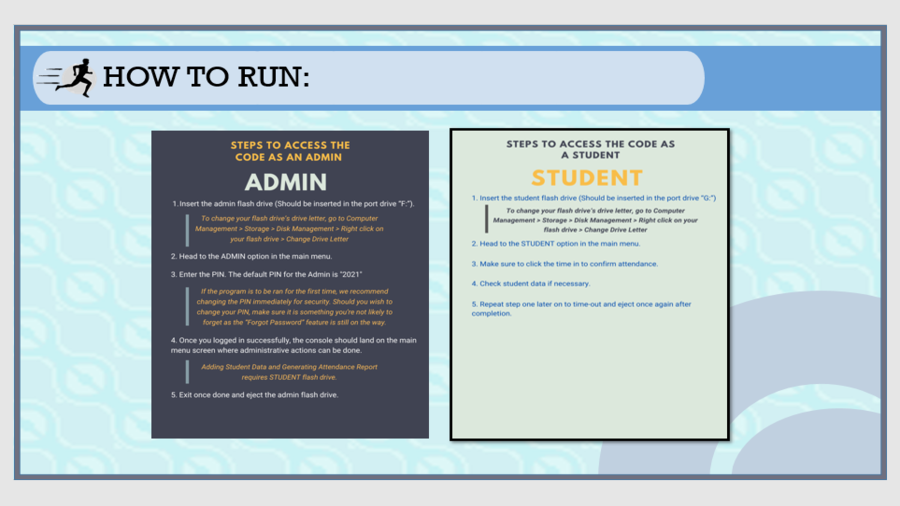 HOW TO RUN:
STEPS TO ACCESS THE
CODE AS AN ADMIN
ADMIN
1. Insert the admin flash drive (Should be inserted in the port drive "F:").
To change your flash drive's drive letter, go to Computer
Management > Storage > Disk Management > Right click on
your flash drive > Change Drive Letter
2. Head to the ADMIN option in the main menu.
3. Enter the PIN. The default PIN for the Admin is "2021"
If the program is to be ran for the first time, we recommend
changing the PIN immediately for security. Should you wish to
change your PIN, make sure it is something you're not likely to
forget as the "Forgot Password" feature is still on the way.
4. Once you logged in successfully, the console should land on the main
menu screen where administrative actions can be done.
Adding Student Data and Generating Attendance Report
requires STUDENT flash drive.
5. Exit once done and eject the admin flash drive.
STEPS TO ACCESS THE CODE AS
A STUDENT
STUDENT
1. Insert the student flash drive (Should be inserted in the port drive "G:")
To change your flash drive's drive letter, go to Computer
Management > Storage > Disk Management > Right click on your
flash drive > Change Drive Letter
2. Head to the STUDENT option in the main menu.
3. Make sure to click the time in to confirm attendance.
4. Check student data if necessary.
5. Repeat step one later on to time-out and eject once again after
completion.